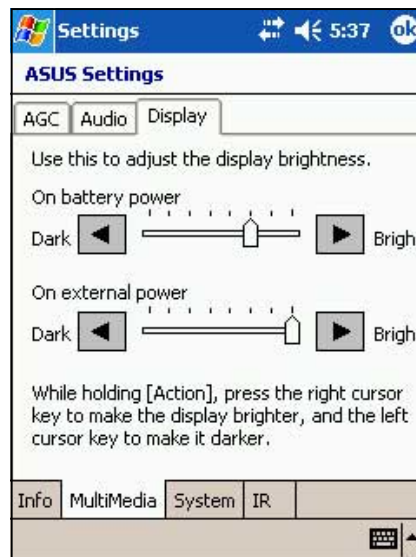 Settings 5:37 ok
ASUS Settings
AGC Audio Display
Use this to adjust the display brightness.
On battery power
Dark Brigh
On external power
Dark Brigh
While holding [Action], press the right cursor
key to make the display brighter, and the left
cursor key to make it darker.
Info MultiMedia System IR